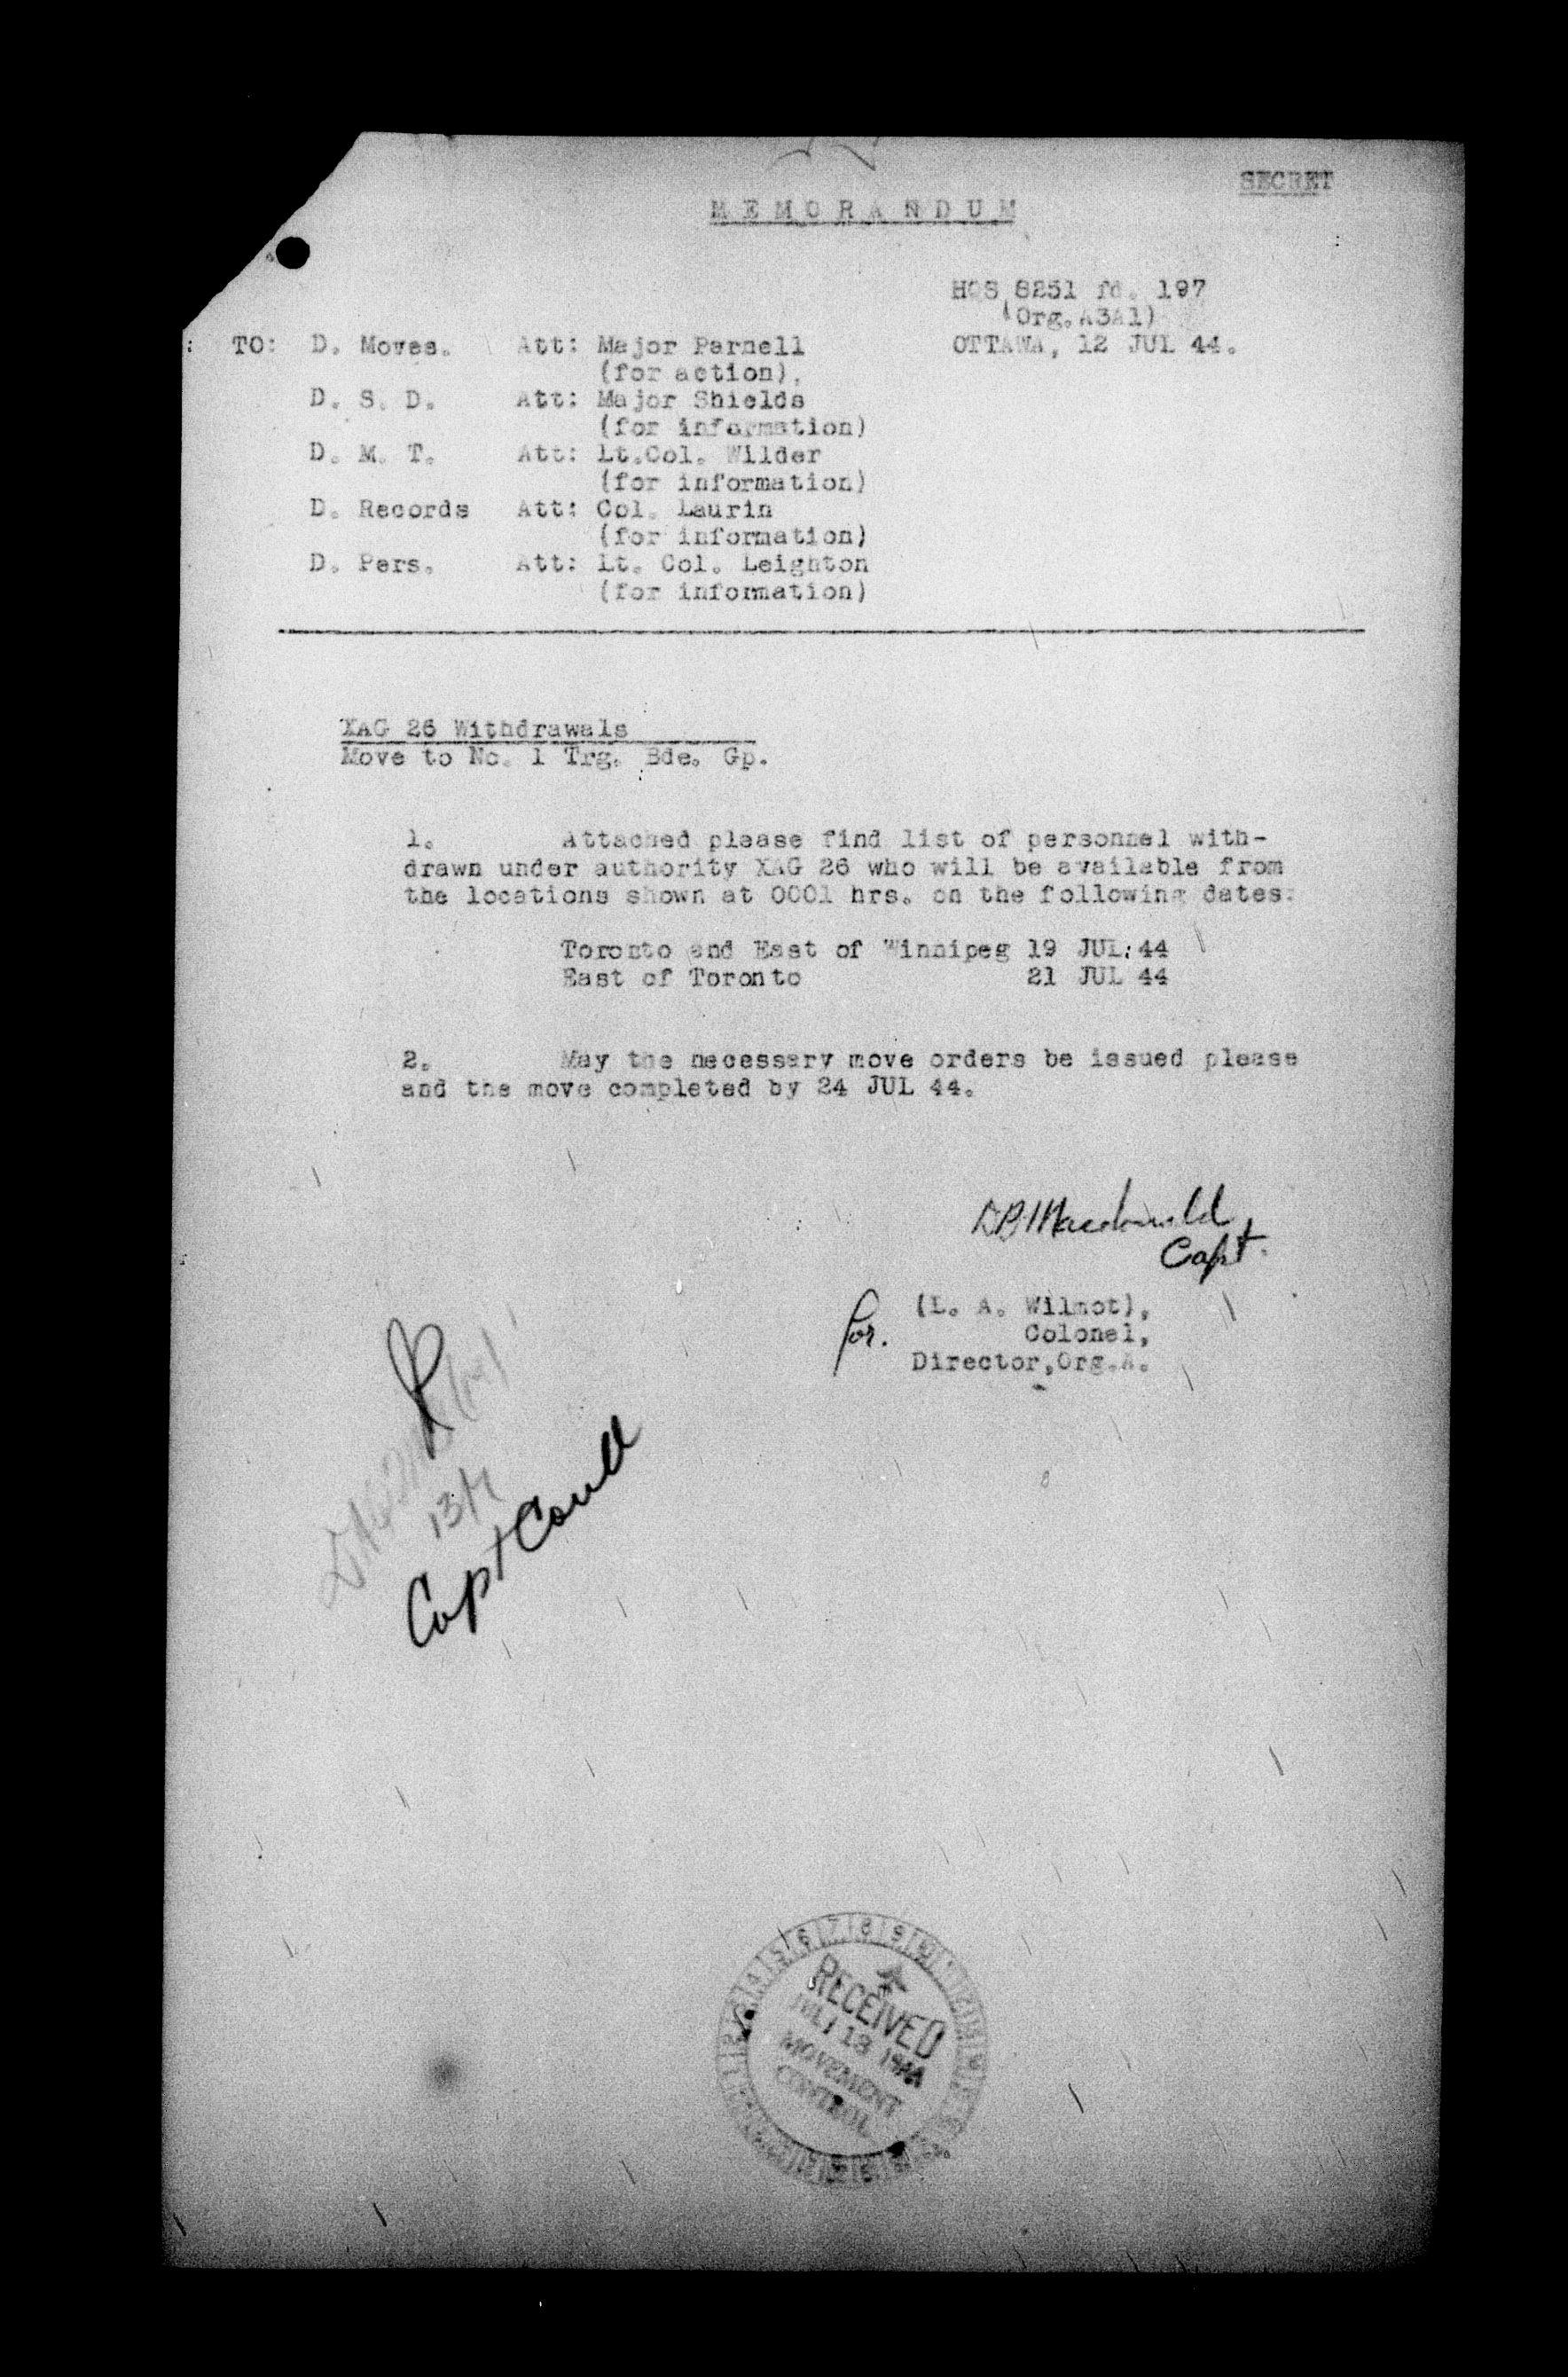 SECRET
MEMORANDUM
HQS 8251 fd. 197
(Org.A3A1)
TO: D. Moves. Att: Major Parnell OTTAWA, 12 JUL 44.
(for action),
D. S. D. Att: Major Shields
(for information)
D. M. T. Att: Lt.Col. Wilder
(for information)
D. Records Att: Col. Laurin
(for information)
D. Pers. Att: Lt. Col. Leighton
(for information)
XAG 26 Withdrawals
Move to No. 1 Trg. Bde. Gp.
1. Attached please find list of personnel with-
drawn under authority XAG 26 who will be available from
the locations shown at 0001 hrs. on the following dates:
Toronto and East of Winnipeg 19 JUL 44
East of Toronto 21 JUL 44
2. May the necessary move orders be issued please
and the move completed by 24 JUL 44.
Macdonald
Capt.
for. (L. A. Wilmot),
Colonel,
Director,Org.A.
13/7
Capt Coull
RECEIVED
JUL 13 1944
MOVEMENT
CONTROL